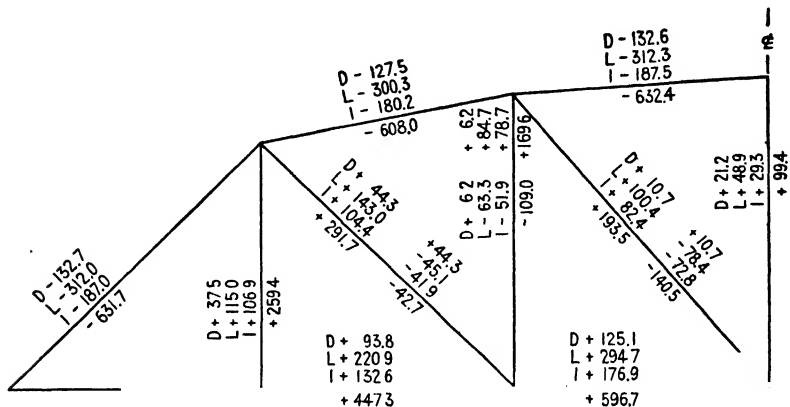 D - 132.7
L - 312.0
I - 187.0
- 631.7
D - 127.5
L - 300.3
I - 180.2
- 608.0
D - 132.6
L - 312.3
I - 187.5
- 632.4
D + 37 5
L + 115 0
I + 106 9
+ 259 4
D + 44.3
L + 143.0
I + 104.4
+ 291.7
+44.3
-45.1
-41 9
-42.7
+ 6.2
+ 84.7
+ 78.7
+169 6
D + 6 2
L - 63.3
I - 51.9
-109.0
D + 10.7
L + 100.4
I + 82.4
+ 193.5
+10.7
-78.4
-72.8
-140.5
D + 21.2
L + 48.9
I + 29.3
+ 99.4
D + 93.8
L + 220 9
I + 132 6
+ 447 3
D + 125.1
L + 294.7
I + 176.9
+ 596.7